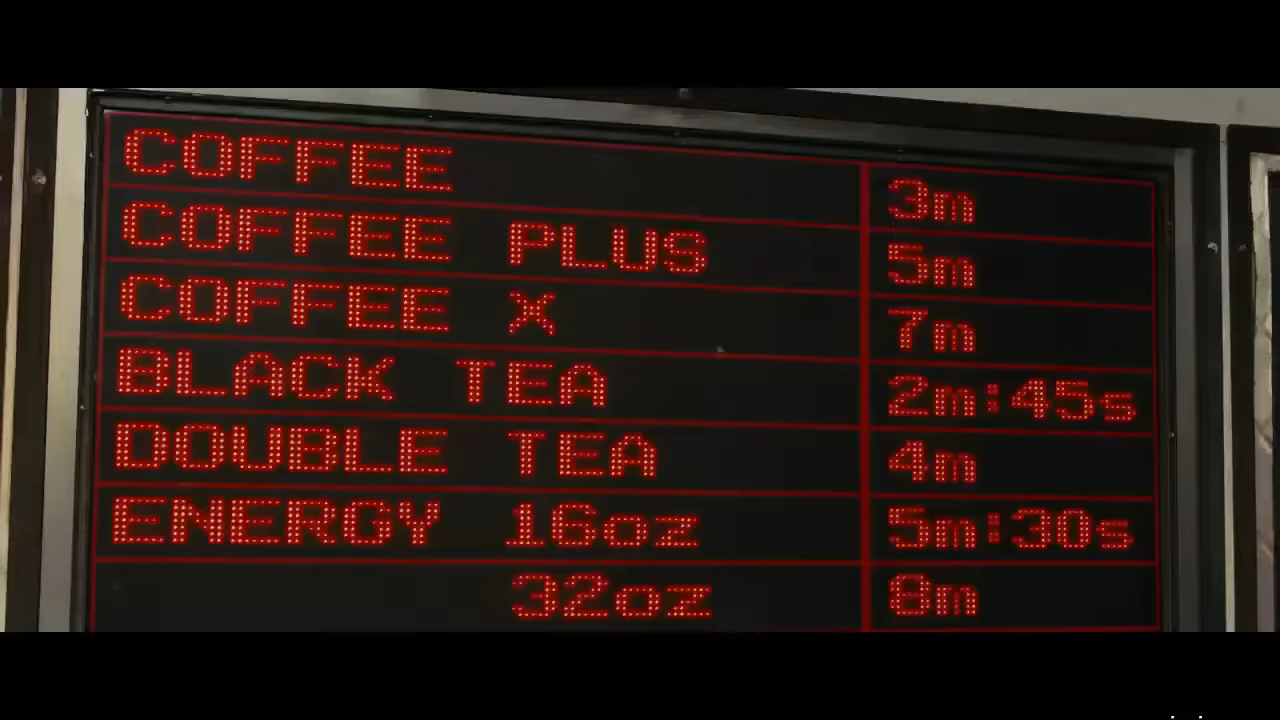 COFFEE 3m
COFFEE PLUS 5m
COFFEE X 7m
BLACK TEA 2m:45s
DOUBLE TEA 4m
ENERGY 16oz 5m:30s
32oz 8m